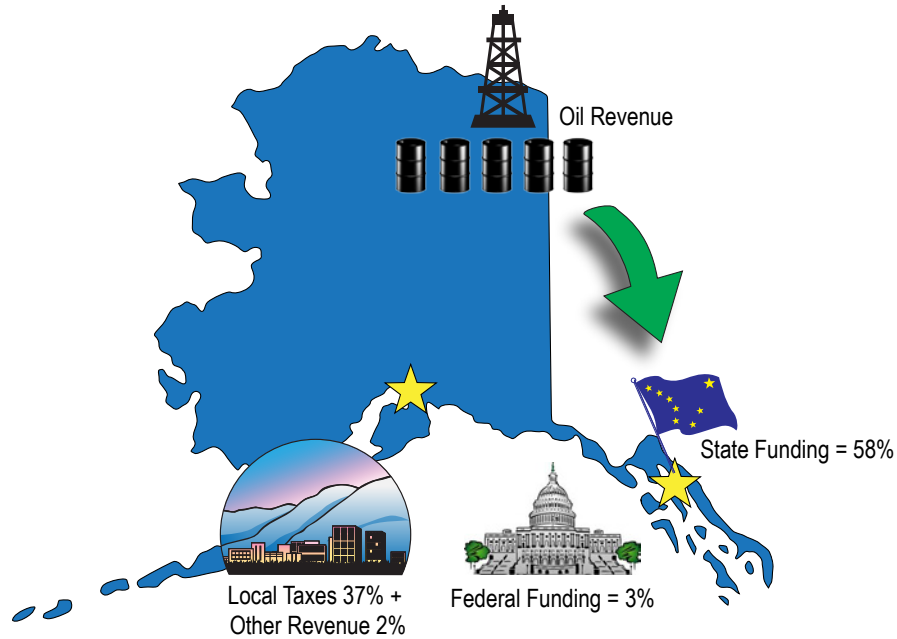 Oil Revenue
State Funding = 58%
Local Taxes 37% +
Other Revenue 2%
Federal Funding = 3%